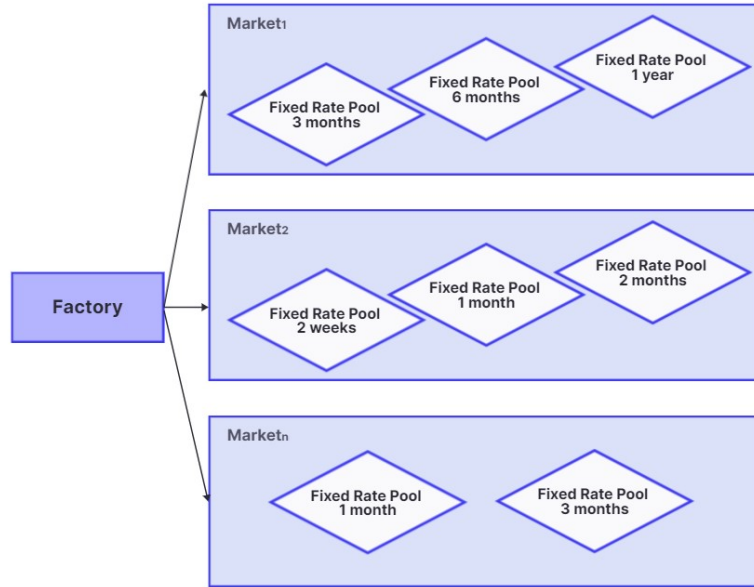 Market₁
Fixed Rate Pool
3 months
Fixed Rate Pool
6 months
Fixed Rate Pool
1 year
Factory
Market₂
Fixed Rate Pool
2 weeks
Fixed Rate Pool
1 month
Fixed Rate Pool
2 months
Marketₙ
Fixed Rate Pool
1 month
Fixed Rate Pool
3 months